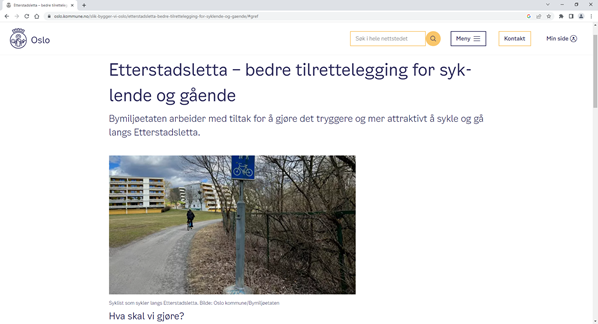 Etterstadsletta – bedre tilrettele
oslo.kommune.no/slik-bygger-vi-oslo/etterstadsletta-bedre-tilrettelegging-for-syklende-og-gaende/#gref
Oslo
Søk i hele nettstedet
Meny
Kontakt
Min side
Etterstadsletta – bedre tilrettelegging for syk-
lende og gående
Bymiljøetaten arbeider med tiltak for å gjøre det tryggere og mer attraktivt å sykle og gå
langs Etterstadsletta.
Syklist som sykler langs Etterstadsletta. Bilde: Oslo kommune/Bymiljøetaten
Hva skal vi gjøre?